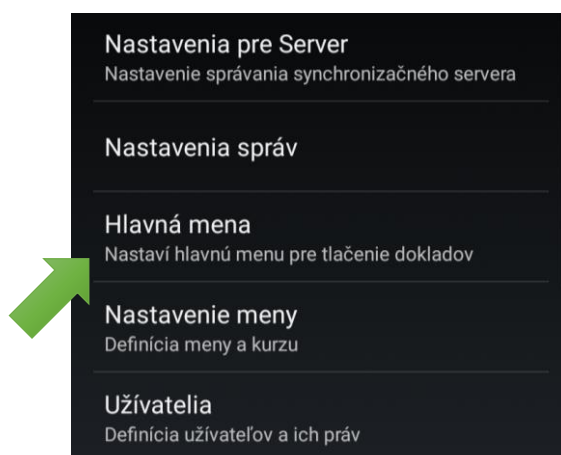 Nastavenia pre Server
Nastavenie správania synchronizačného servera
Nastavenia správ
Hlavná mena
Nastaví hlavnú menu pre tlačenie dokladov
Nastavenie meny
Definícia meny a kurzu
Užívatelia
Definícia užívateľov a ich práv